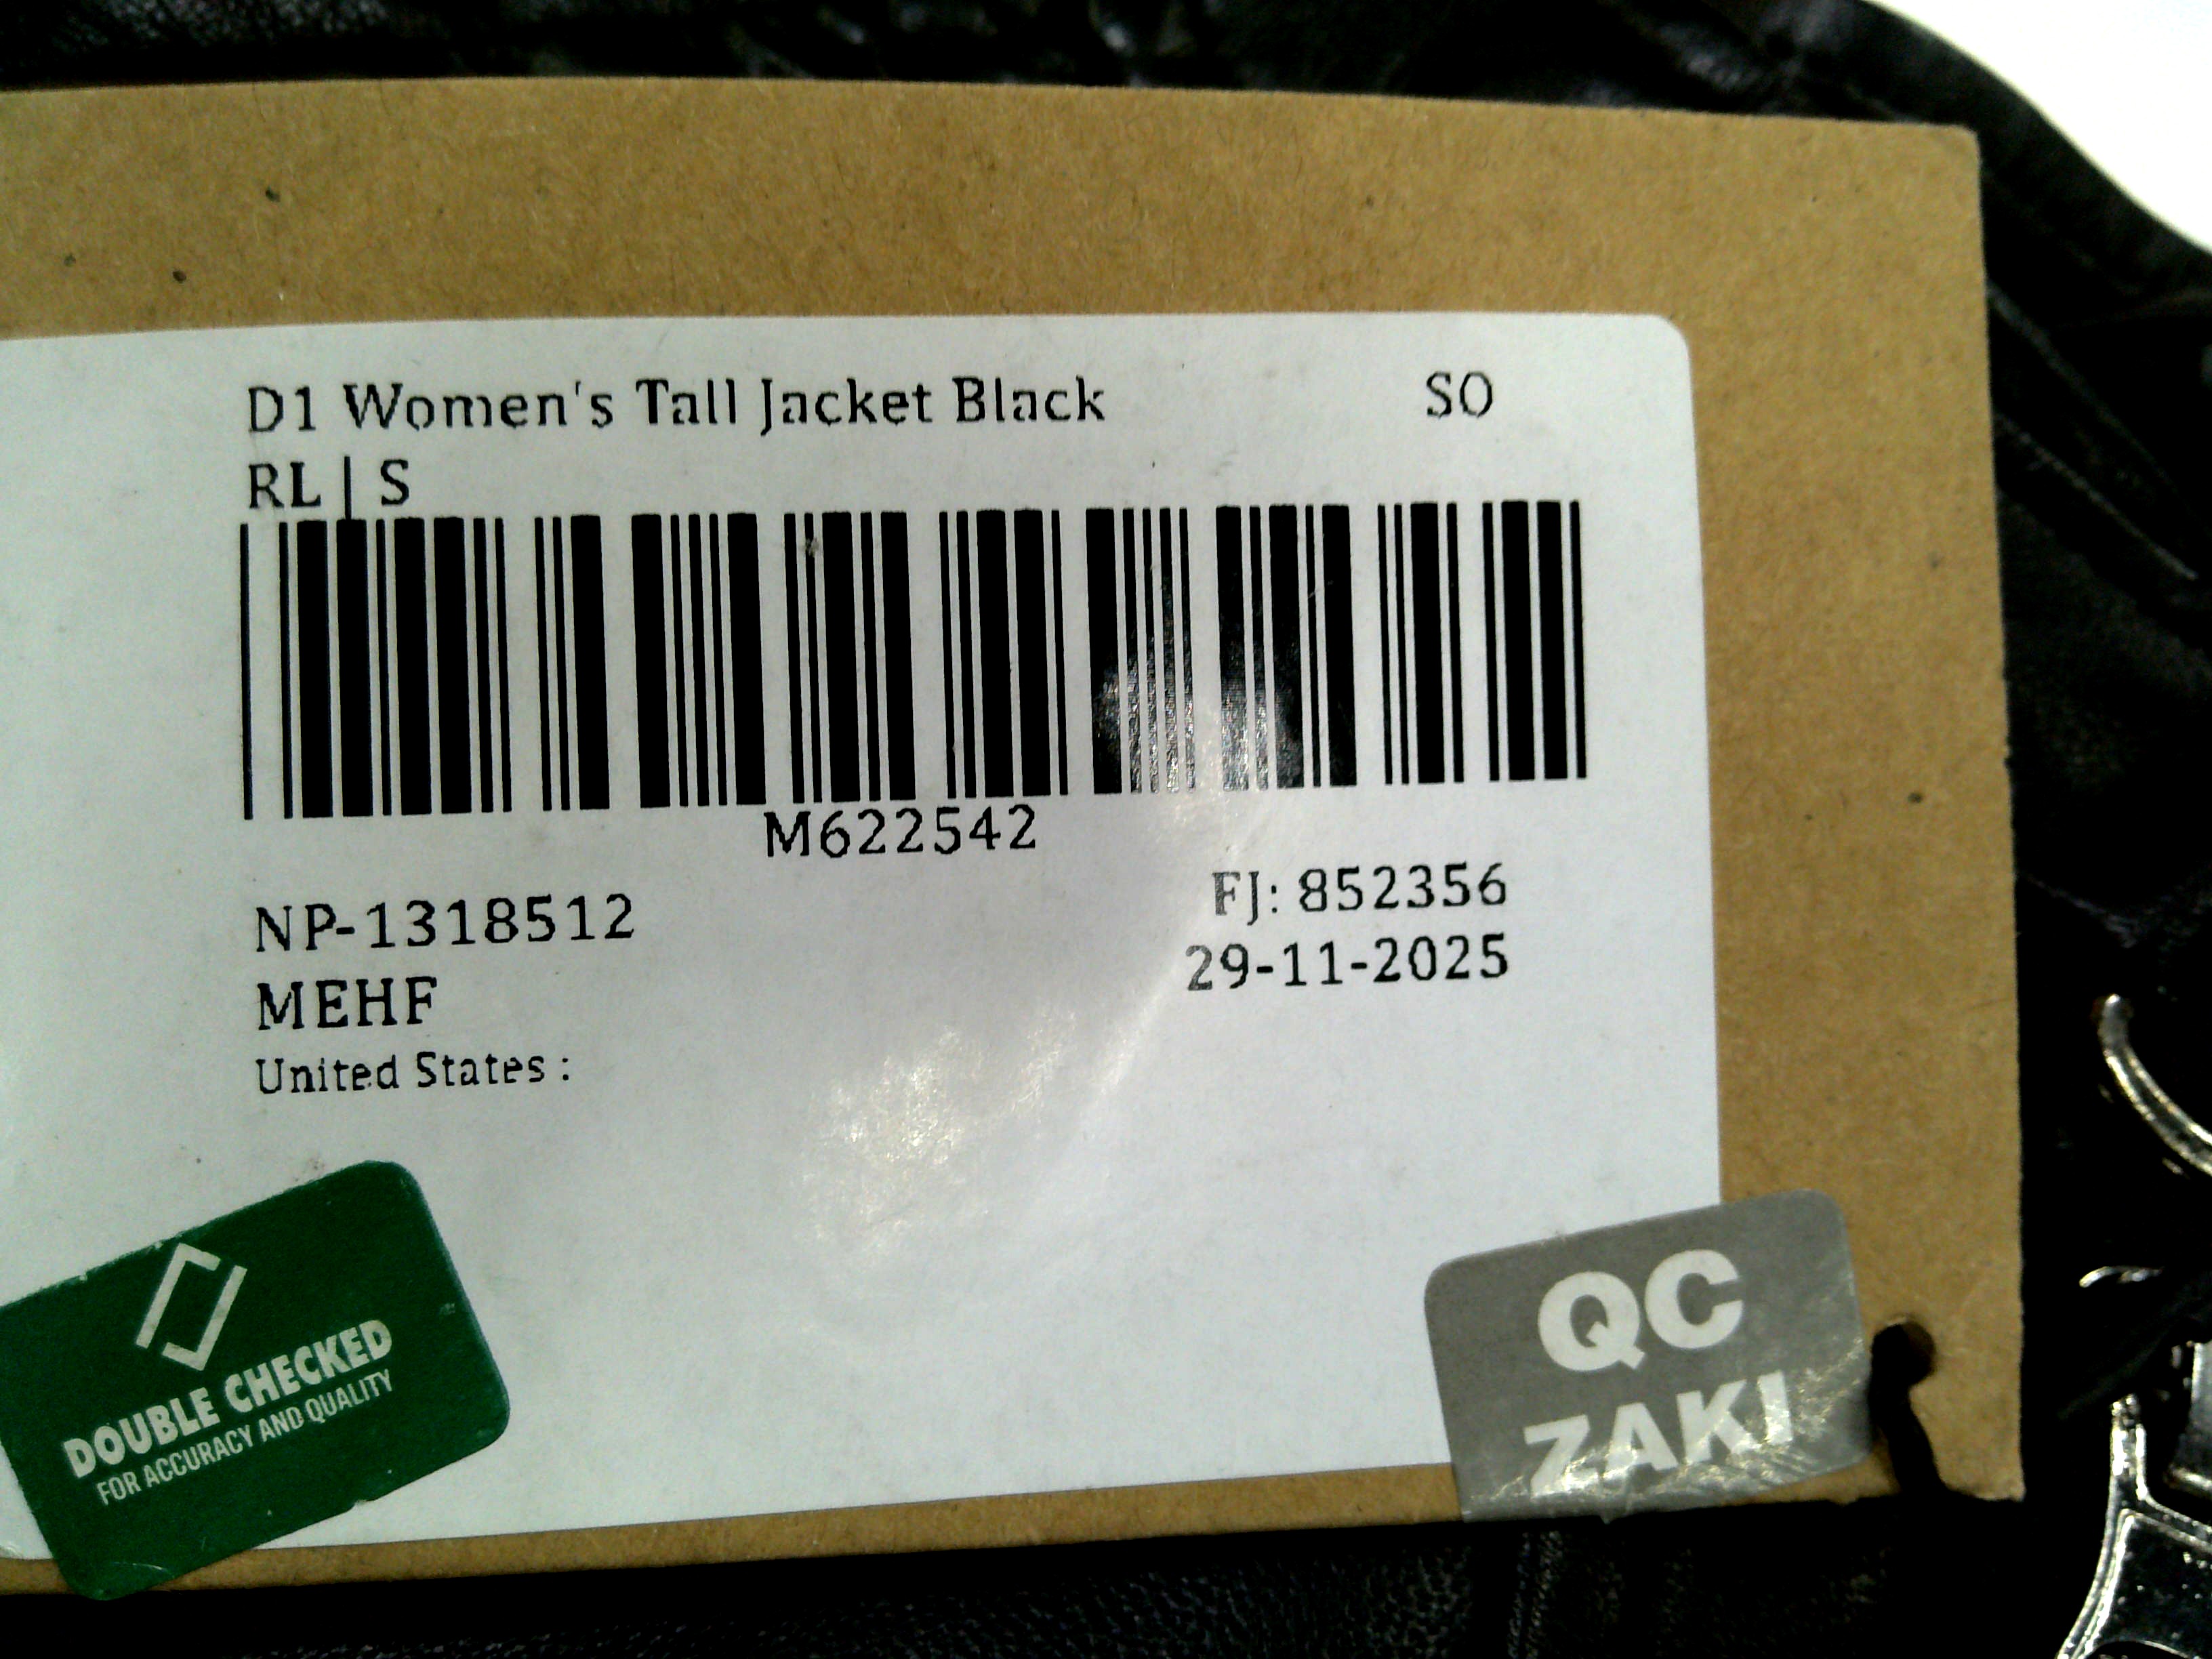 D1 Women's Tall Jacket Black SO
RL | S
M622542
FJ: 852356
NP-1318512
29-11-2025
MEHF
United States :
DOUBLE CHECKED
FOR ACCURACY AND QUALITY
QC
ZAKI